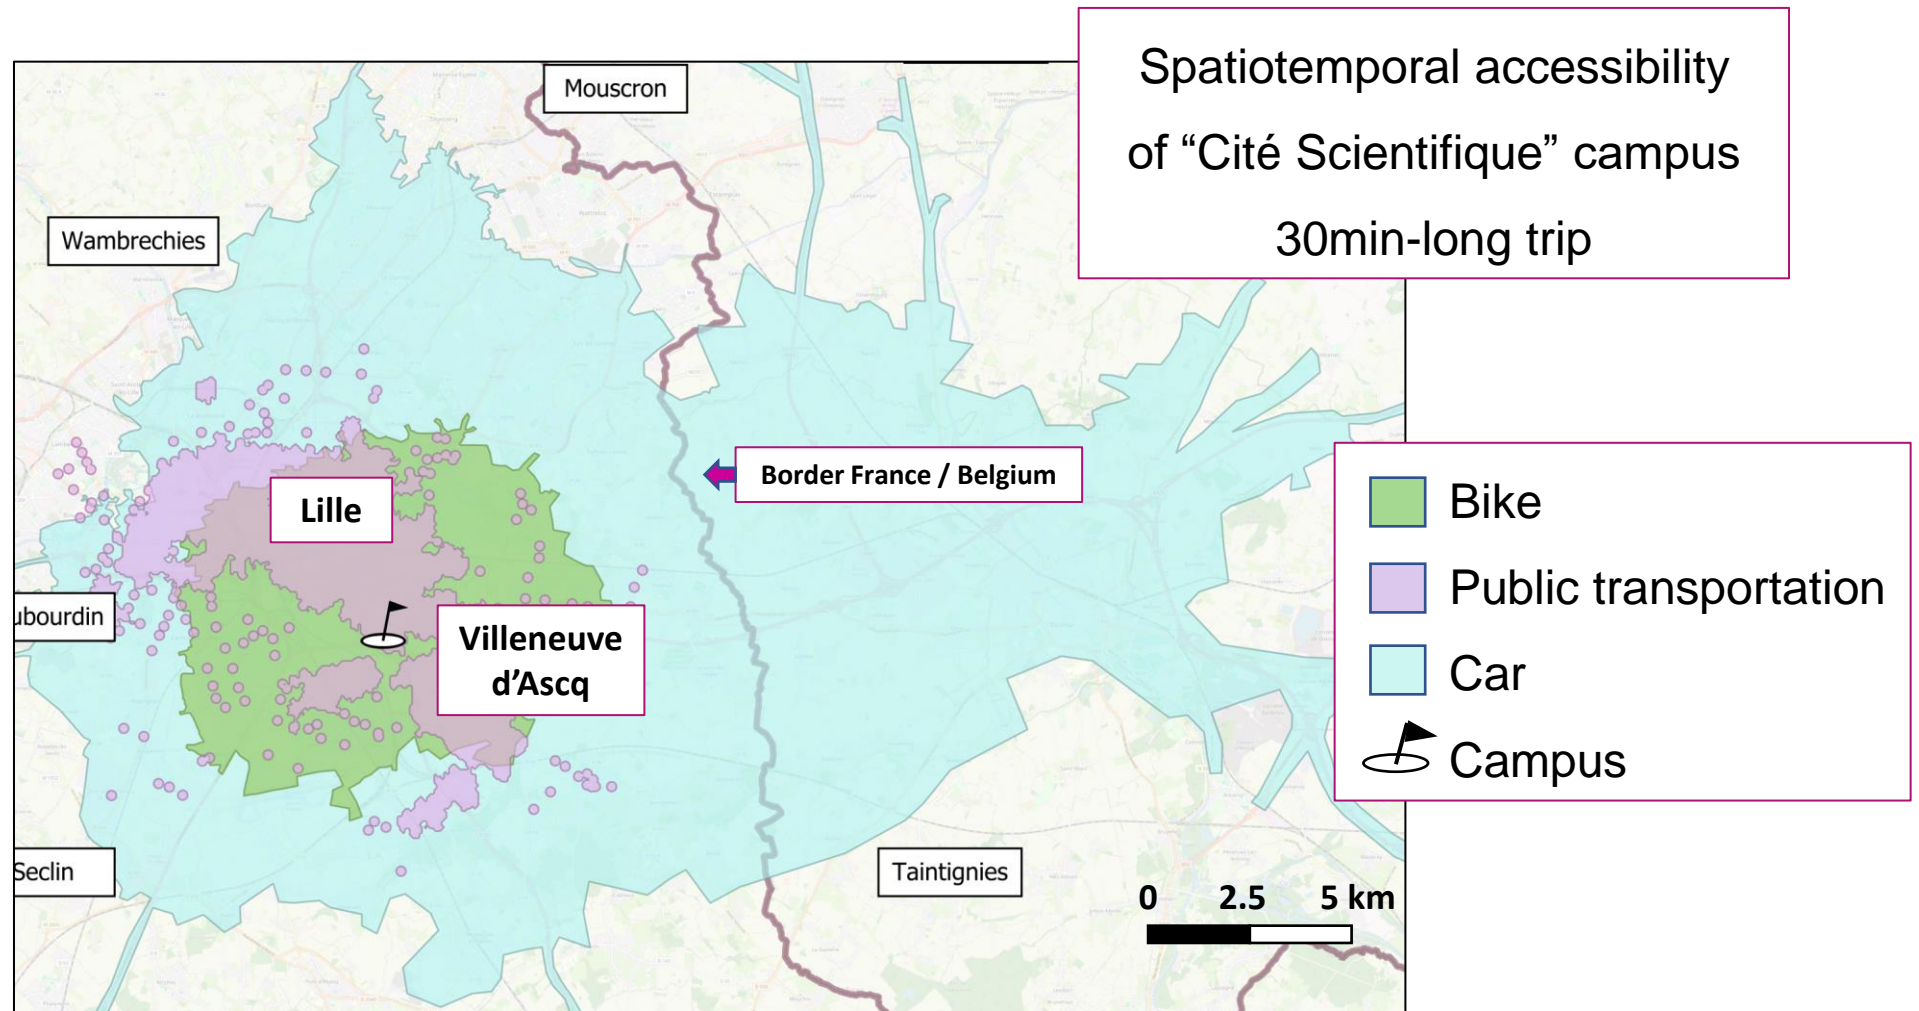 Spatiotemporal accessibility
of “Cité Scientifique” campus
30min-long trip
Mouscron
Wambrechies
Lille
Border France / Belgium
ubourdin
Villeneuve
d’Ascq
Bike
Public transportation
Car
Campus
Seclin
Taintignies
0 2.5 5 km